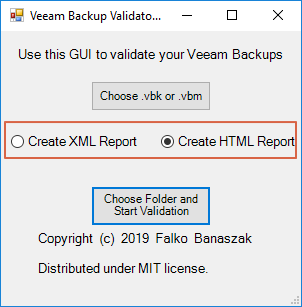 Veeam Backup Validato...
Use this GUI to validate your Veeam Backups
Choose .vbk or .vbm
Create XML Report Create HTML Report
Choose Folder and
Start Validation
Copyright (c) 2019 Falko Banaszak
Distributed under MIT license.